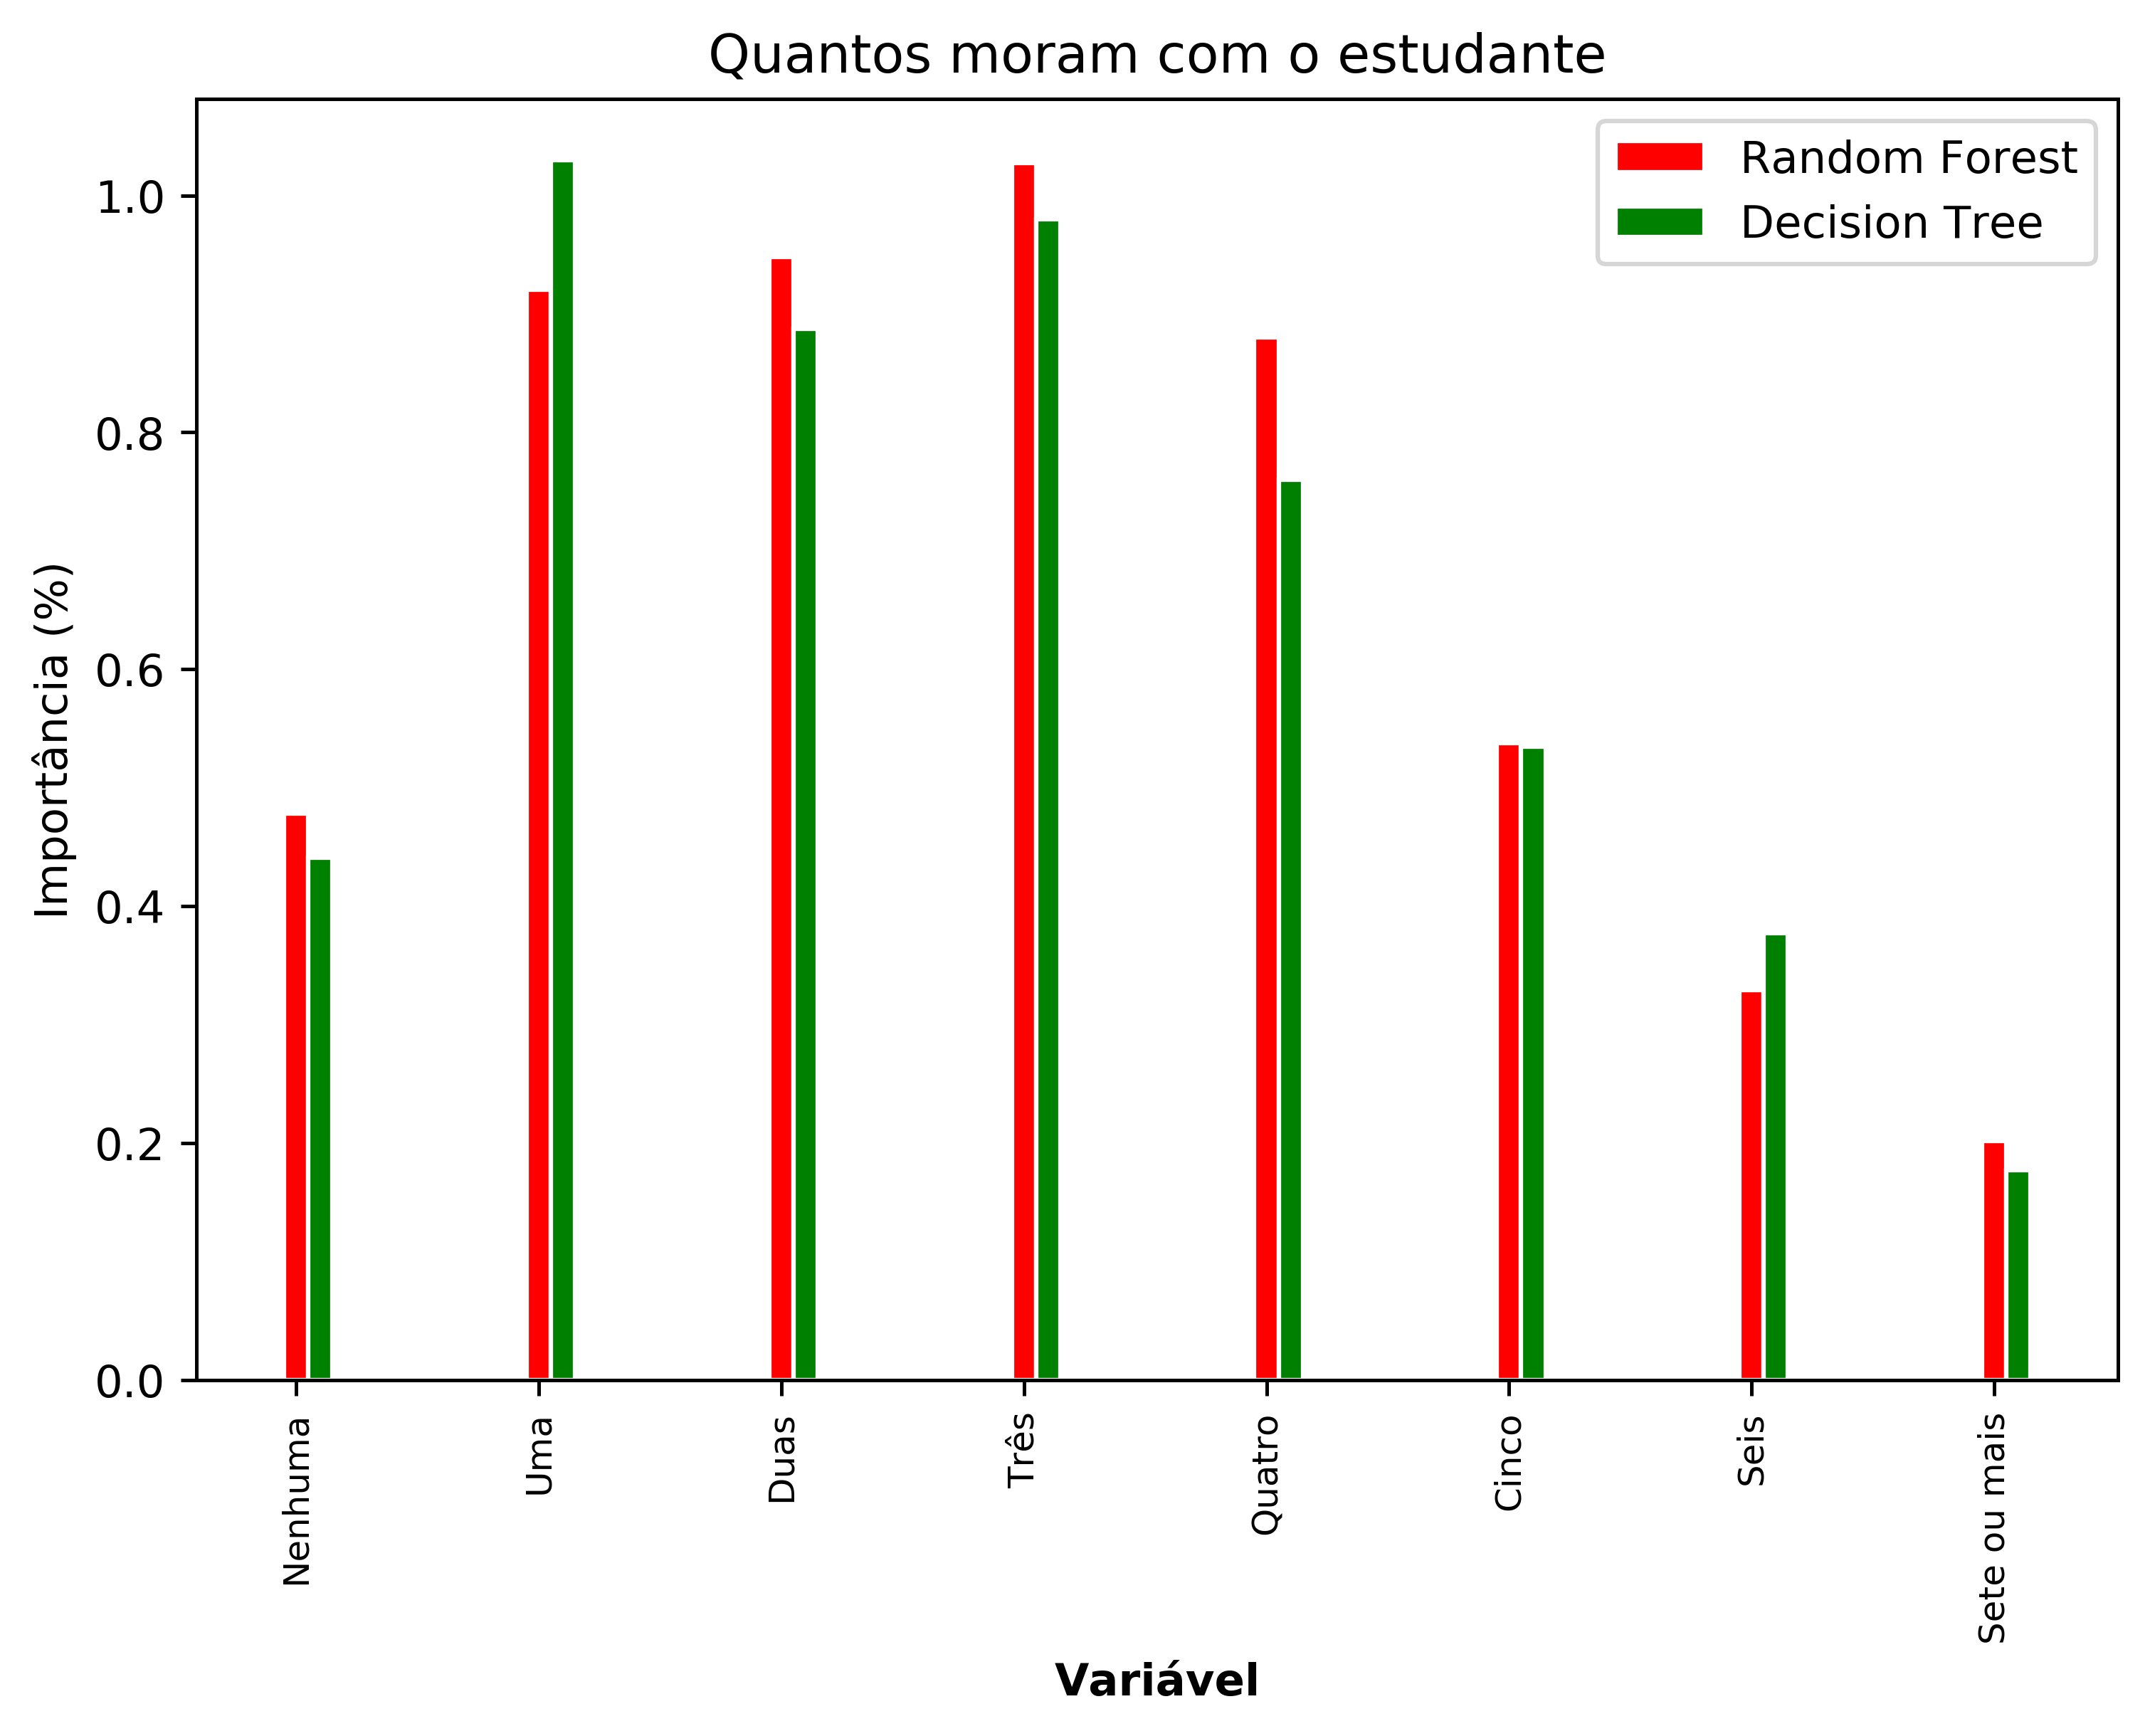 Quantos moram com o estudante
Random Forest
Decision Tree
Importância (%)
1.0
0.8
0.6
0.4
0.2
0.0
Nenhuma
Uma
Duas
Três
Quatro
Cinco
Seis
Sete ou mais
Variável